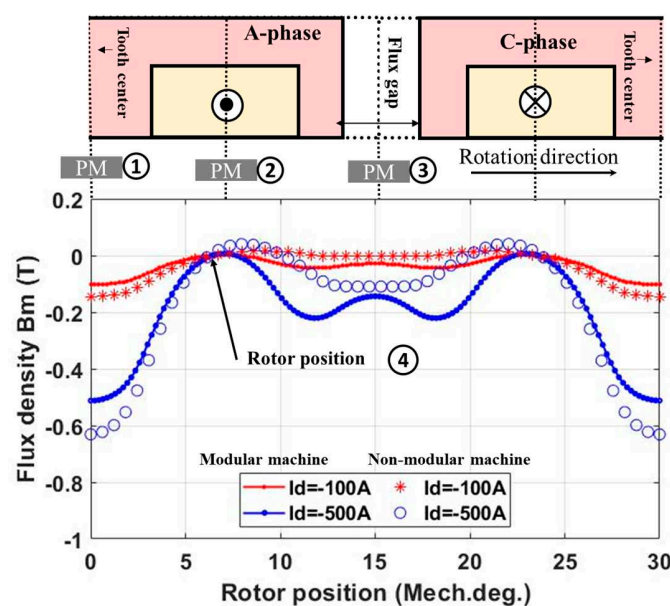 A-phase
C-phase
Tooth center
Flux gap
Tooth center
PM 1
PM 2
PM 3
Rotation direction
0.2
0
-0.2
-0.4
-0.6
-0.8
-1
Flux density Bm (T)
Rotor position 4
Modular machine Non-modular machine
Id=-100A Id=-100A
Id=-500A Id=-500A
0 5 10 15 20 25 30
Rotor position (Mech.deg.)